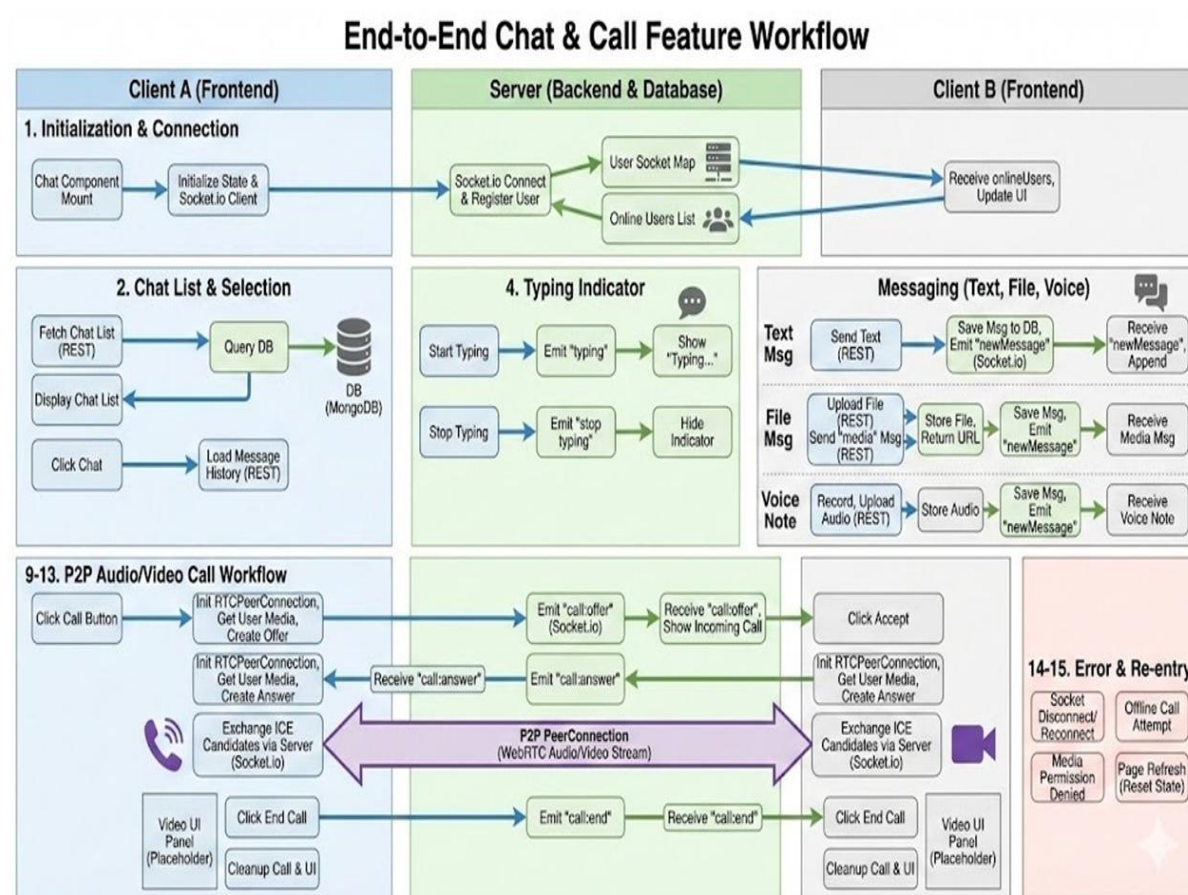 End-to-End Chat & Call Feature Workflow
Client A (Frontend)
Server (Backend & Database)
Client B (Frontend)
1. Initialization & Connection
Chat Component
Mount
Initialize State &
Socket.io Client
Socket.io Connect
& Register User
User Socket Map
Online Users List
Receive onlineUsers,
Update UI
2. Chat List & Selection
Fetch Chat List
(REST)
Query DB
DB
(MongoDB)
Display Chat List
Click Chat
Load Message
History (REST)
4. Typing Indicator
Start Typing
Emit "typing"
Show
"Typing..."
Stop Typing
Emit "stop
typing"
Hide
Indicator
Messaging (Text, File, Voice)
Text
Msg
Send Text
(REST)
Save Msg to DB,
Emit "newMessage"
(Socket.io)
Receive
"newMessage",
Append
File
Msg
Upload File
(REST)
Send "media" Msg
(REST)
Store File,
Return URL
Save Msg,
Emit
"newMessage"
Receive
Media Msg
Voice
Note
Record, Upload
Audio (REST)
Store Audio
Save Msg,
Emit
"newMessage"
Receive
Voice Note
9-13. P2P Audio/Video Call Workflow
Click Call Button
Init RTCPeerConnection,
Get User Media,
Create Offer
Emit "call:offer"
(Socket.io)
Receive "call:offer",
Show Incoming Call
Click Accept
Init RTCPeerConnection,
Get User Media,
Create Answer
Receive "call:answer"
Emit "call:answer"
Init RTCPeerConnection,
Get User Media,
Create Answer
Exchange ICE
Candidates via Server
(Socket.io)
P2P PeerConnection
(WebRTC Audio/Video Stream)
Exchange ICE
Candidates via Server
(Socket.io)
Video UI
Panel
(Placeholder)
Click End Call
Emit "call:end"
Receive "call:end"
Click End Call
Cleanup Call & UI
Cleanup Call & UI
Video UI
Panel
(Placeholder)
14-15. Error & Re-entry
Socket
Disconnect/
Reconnect
Offline Call
Attempt
Media
Permission
Denied
Page Refresh
(Reset State)